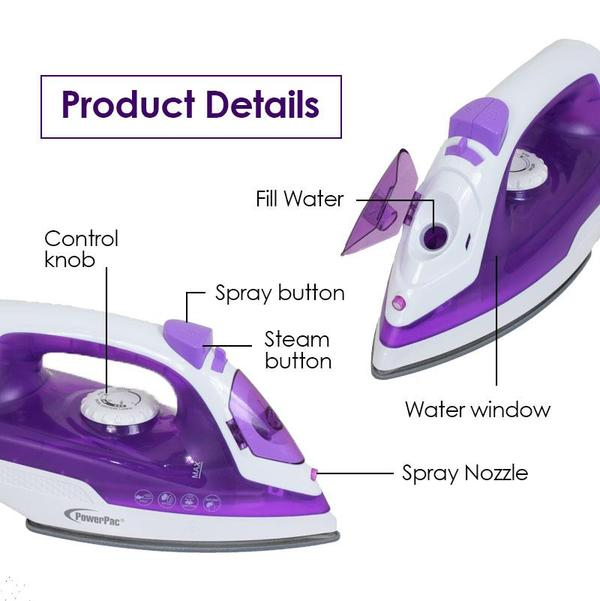 Product Details
Fill Water
Control
knob
Spray button
Steam
button
Water window
Spray Nozzle
MAX
PowerPac®